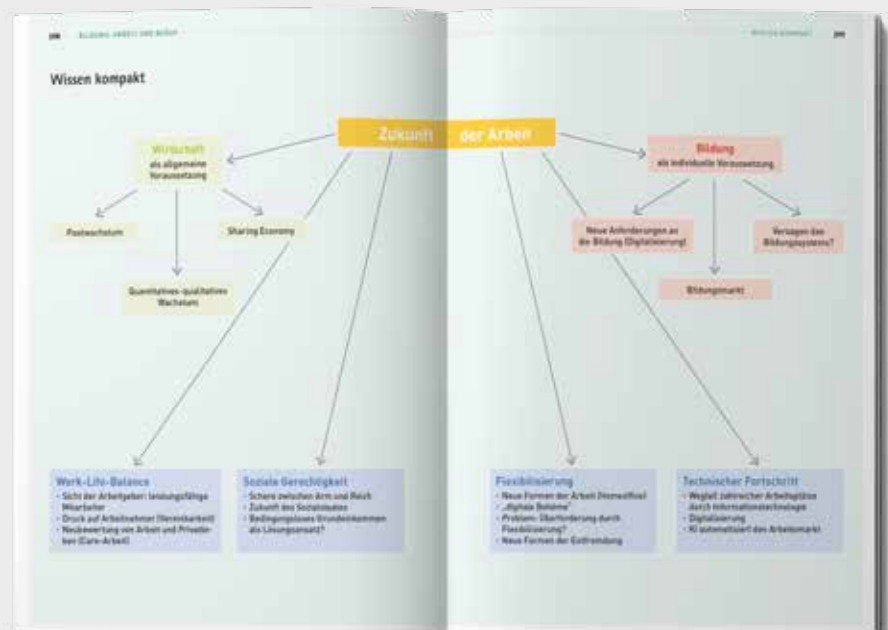 BILDUNG, ARBEIT UND BERUF
WISSEN KOMPAKT
Wissen kompakt
Zukunft der Arbeit
Wirtschaft
als allgemeine
Voraussetzung
Bildung
als individuelle Voraussetzung
Postwachstum
Sharing Economy
Quantitatives-qualitatives
Wachstum
Neue Anforderungen an
die Bildung (Digitalisierung)
Versagen des
Bildungssystems?
Bildungsmarkt
Work-Life-Balance
- Sicht der Arbeitgeber: leistungsfähige
Mitarbeiter
- Druck auf Arbeitnehmer (Vereinbarkeit)
- Neubewertung von Arbeit und Privatle-
ben (Care-Arbeit)
Soziale Gerechtigkeit
- Schere zwischen Arm und Reich
- Zukunft des Sozialstaates
- Bedingungsloses Grundeinkommen
als Lösungsansatz?
Flexibilisierung
- Neue Formen der Arbeit (Homeoffice)
- „digitale Bohème“
- Problem: Überforderung durch
Flexibilisierung?
- Neue Formen der Entfremdung
Technischer Fortschritt
- Wegfall zahlreicher Arbeitsplätze
durch Informationstechnologie
- Digitalisierung
- KI automatisiert den Arbeitsmarkt